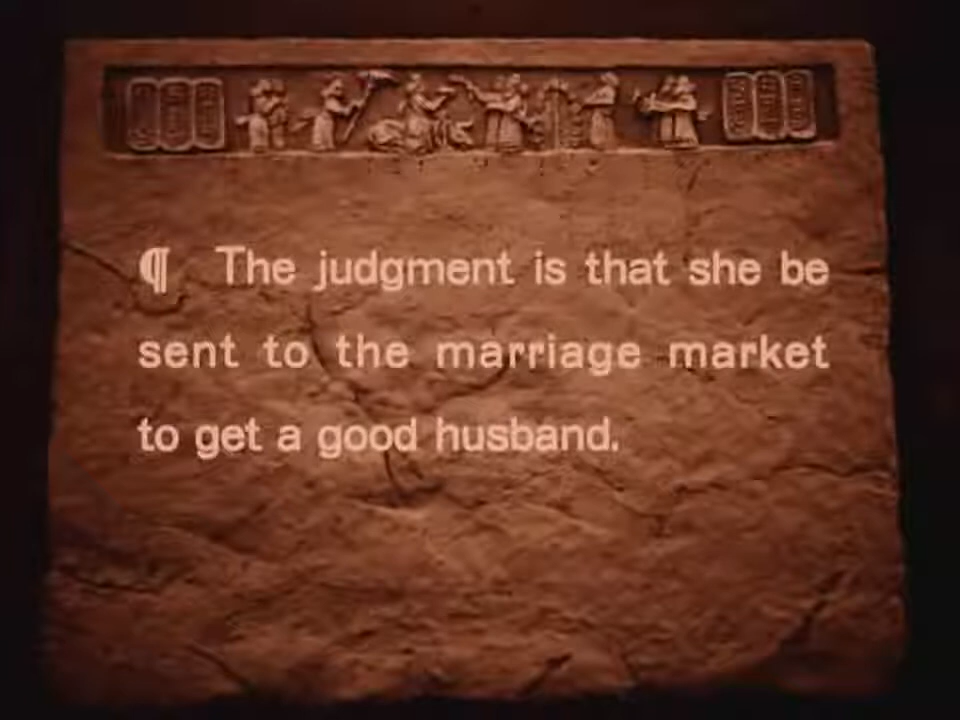 ¶ The judgment is that she be
sent to the marriage market
to get a good husband.